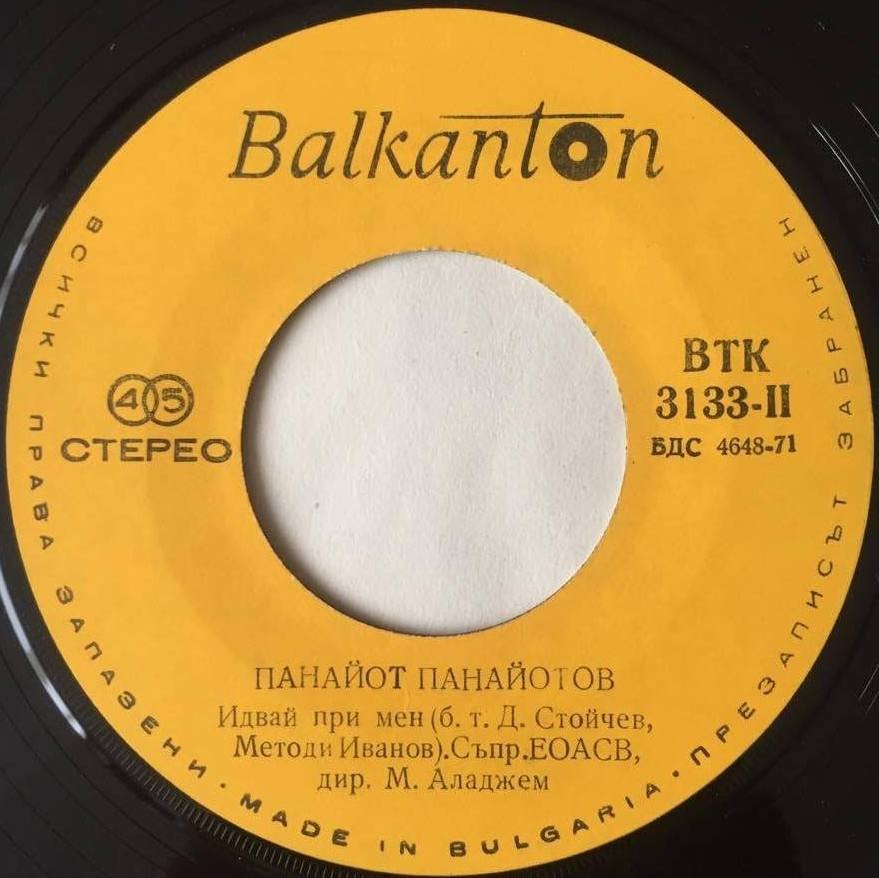 Balkanton
45
СТЕРЕО
ВТК
3133-II
БДС 4648-71
ПАНАЙОТ ПАНАЙОТОВ
Идвай при мен (б. т. Д. Стойчев,
Методи Иванов).Съпр.ЕОАСВ,
дир. М. Аладжем
ВСИЧКИ ПРАВА ЗАПАЗЕНИ · MADE IN BULGARIA · ПРЕЗАПИСЪТ ЗАБРАНЕН